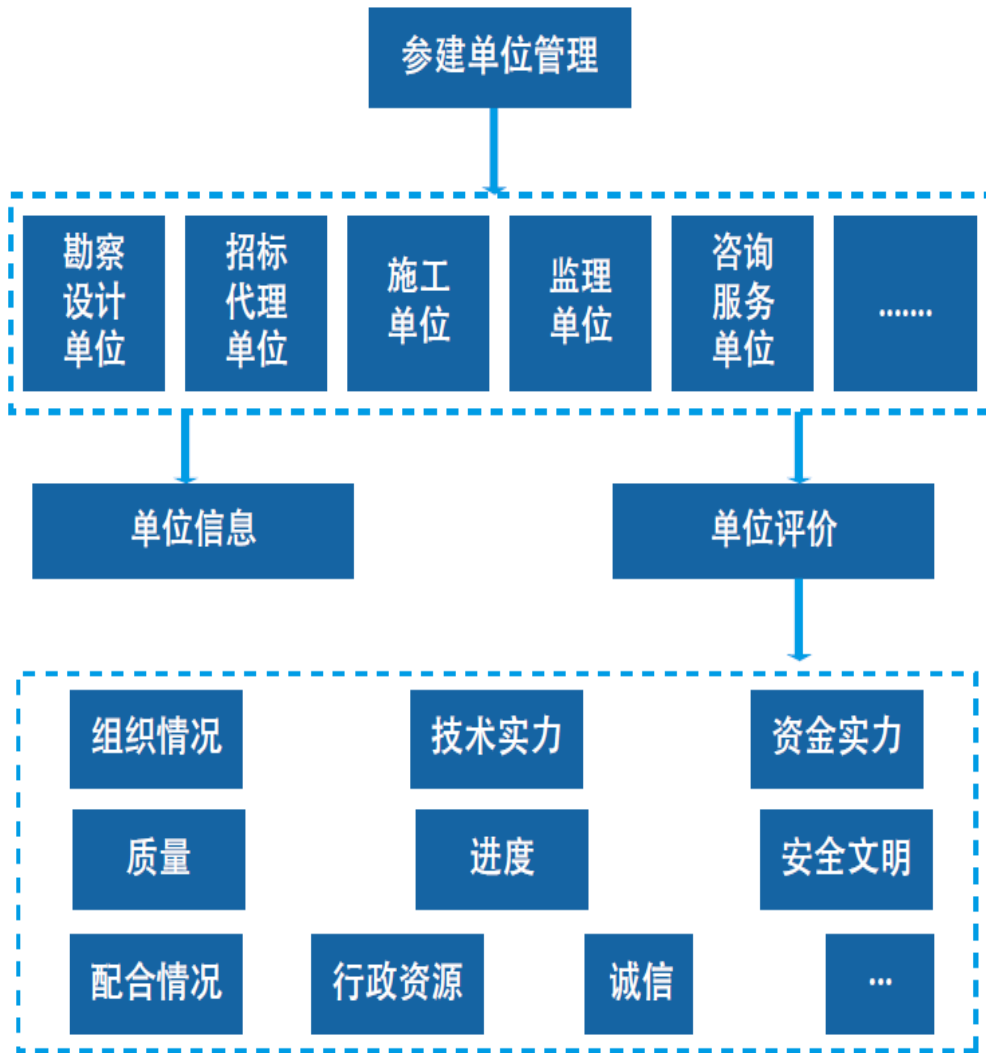 参建单位管理
勘察
设计
单位
招标
代理
单位
施工
单位
监理
单位
咨询
服务
单位
.......
单位信息
单位评价
组织情况
技术实力
资金实力
质量
进度
安全文明
配合情况
行政资源
诚信
...